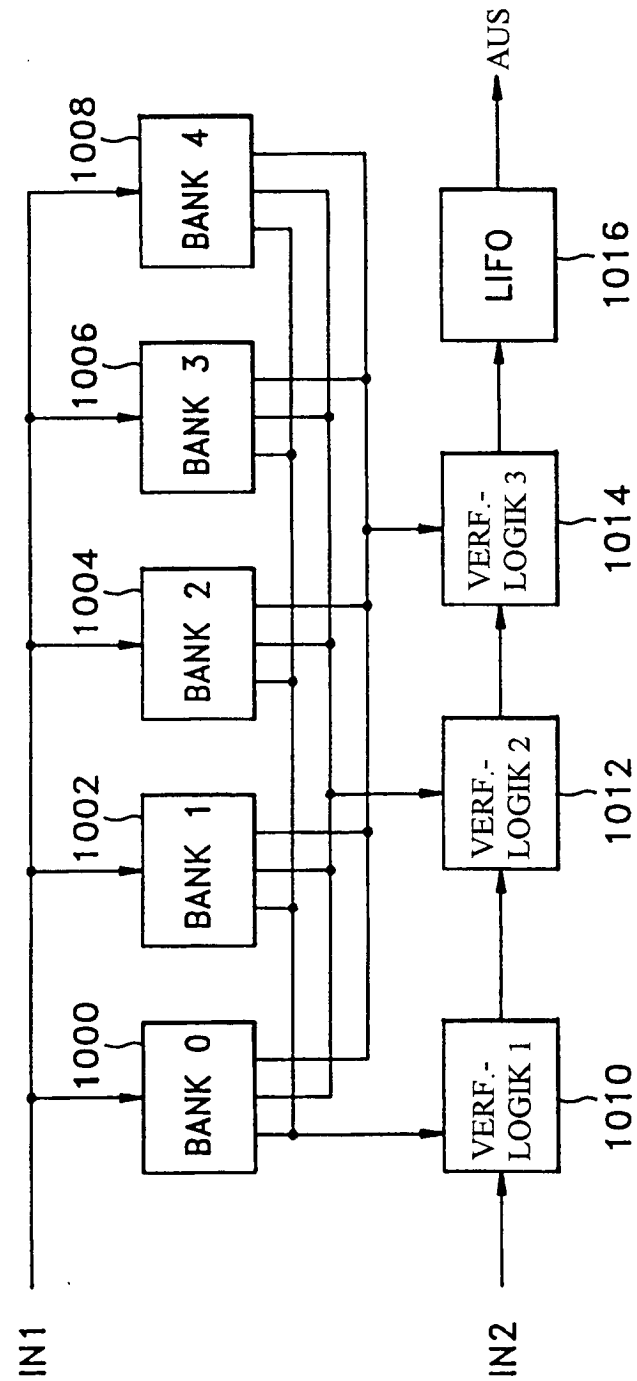 IN1
1000
1002
1004
1006
1008
BANK 0
BANK 1
BANK 2
BANK 3
BANK 4
IN2
VERF.-
LOGIK 1
VERF.-
LOGIK 2
VERF.-
LOGIK 3
LIFO
AUS
1010
1012
1014
1016